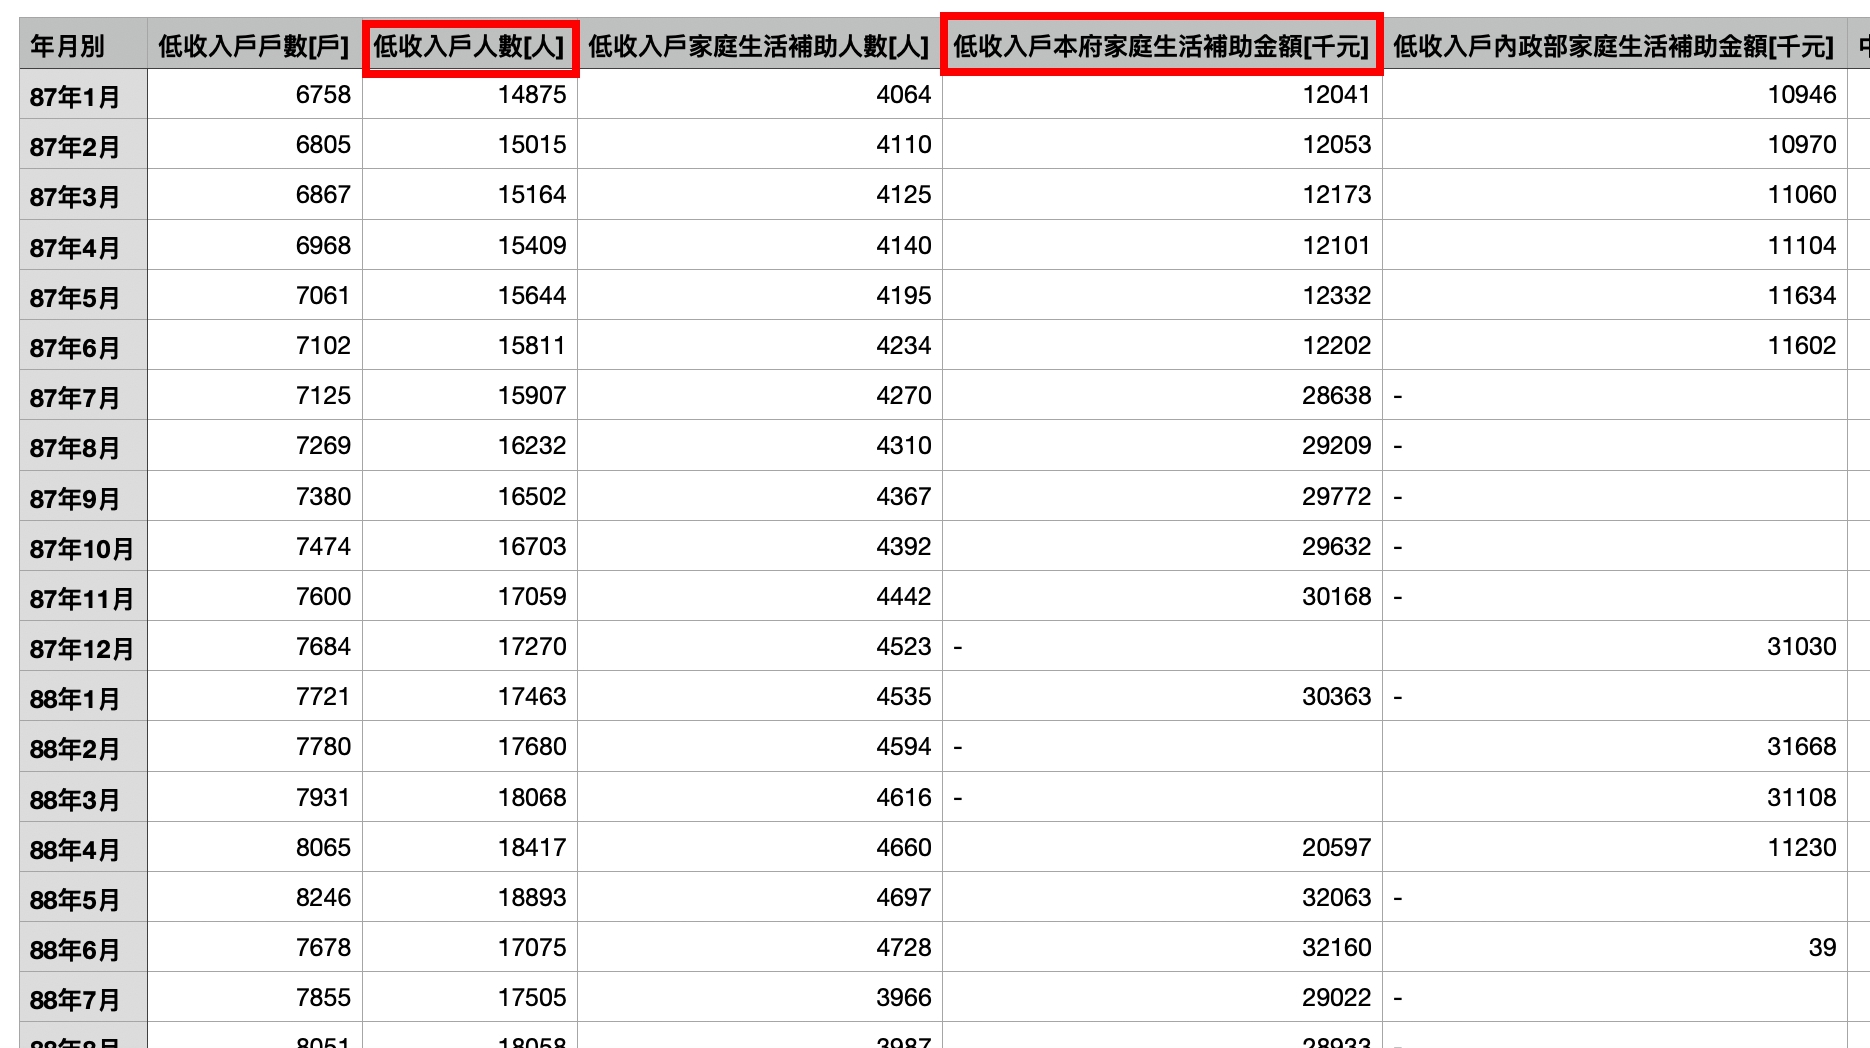 年月別 低收入戶戶數[戶] 低收入戶人數[人] 低收入戶家庭生活補助人數[人] 低收入戶本府家庭生活補助金額[千元] 低收入戶內政部家庭生活補助金額[千元]
87年1月 6758 14875 4064 12041 10946
87年2月 6805 15015 4110 12053 10970
87年3月 6867 15164 4125 12173 11060
87年4月 6968 15409 4140 12101 11104
87年5月 7061 15644 4195 12332 11634
87年6月 7102 15811 4234 12202 11602
87年7月 7125 15907 4270 28638 -
87年8月 7269 16232 4310 29209 -
87年9月 7380 16502 4367 29772 -
87年10月 7474 16703 4392 29632 -
87年11月 7600 17059 4442 30168 -
87年12月 7684 17270 4523 - 31030
88年1月 7721 17463 4535 30363 -
88年2月 7780 17680 4594 - 31668
88年3月 7931 18068 4616 - 31108
88年4月 8065 18417 4660 20597 11230
88年5月 8246 18893 4697 32063 -
88年6月 7678 17075 4728 32160 39
88年7月 7855 17505 3966 29022 -
88年8月 8051 18058 3987 28933 -